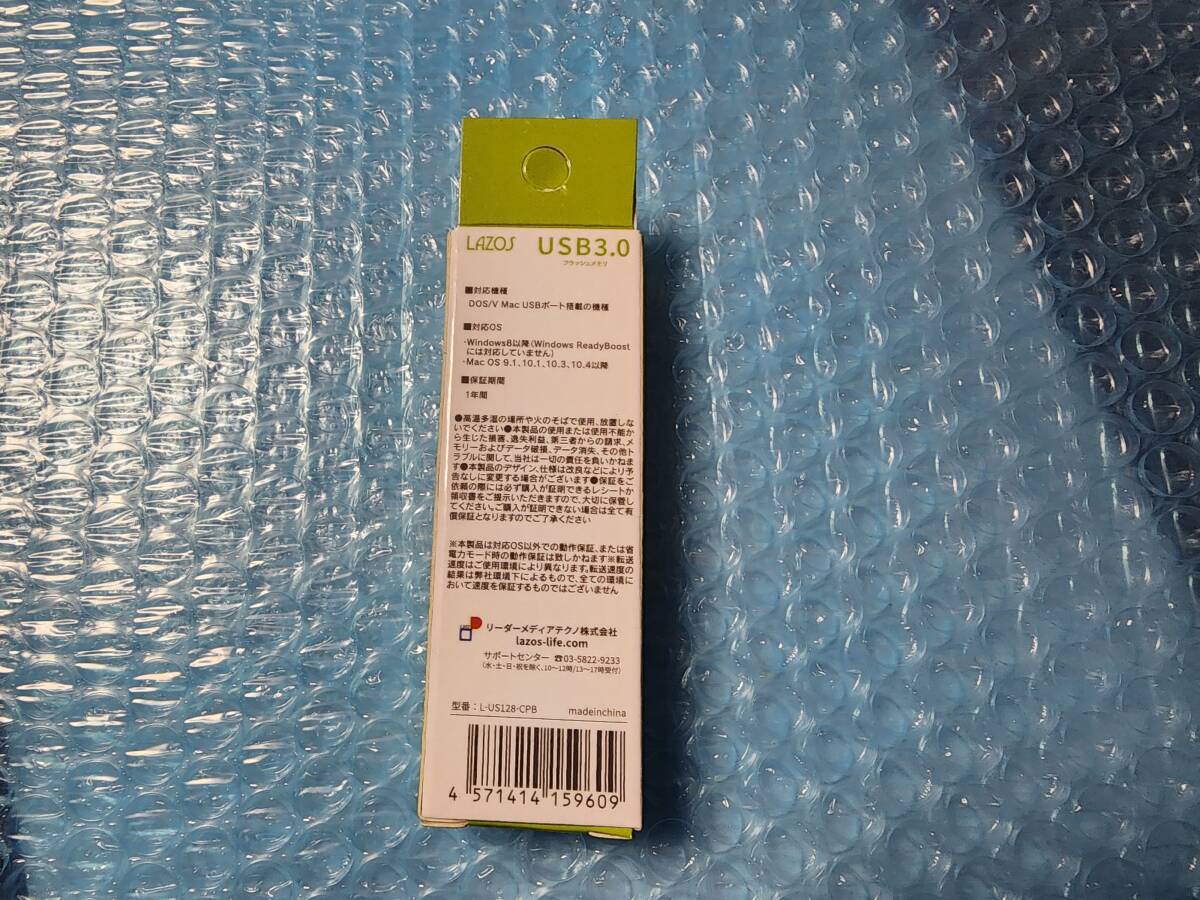 LAZOS USB3.0
フラッシュメモリ
■対応機種
DOS/V Mac USBポート搭載の機種
■対応OS
・Windows8以降(Windows ReadyBoost
には対応していません)
・Mac OS 9.1、10.1、10.3、10.4以降
■保証期間
1年間
●高温多湿の場所や火のそばで使用、放置しな
いでください●本製品の使用または使用不能か
ら生じた損害、逸失利益、第三者からの請求、メ
モリーおよびデータ破損、データ消失、その他ト
ラブルに関して、当社は一切の責任を負いかねま
す●本製品のデザイン、仕様は改良などにより予
告なしに変更する場合がございます●保証をご
依頼の際には必ず購入が証明できるレシートか
領収書をご提示いただきますので、大切に保管し
てください。ご購入が証明できない場合は全て有
償保証となりますのでご了承ください
※本製品は対応OS以外での動作保証、または省
電力モード時の動作保証は致しかねます※転送
速度はご使用環境により異なります。転送速度の
結果は弊社環境下によるもので、全ての環境に
おいて速度を保証するものではございません
リーダーメディアテクノ株式会社
lazos-life.com
サポートセンター ☎03-5822-9233
(水・土・日・祝を除く、10〜12時/13〜17時受付)
型番：L-US128-CPB madeinchina
4 571414 159609